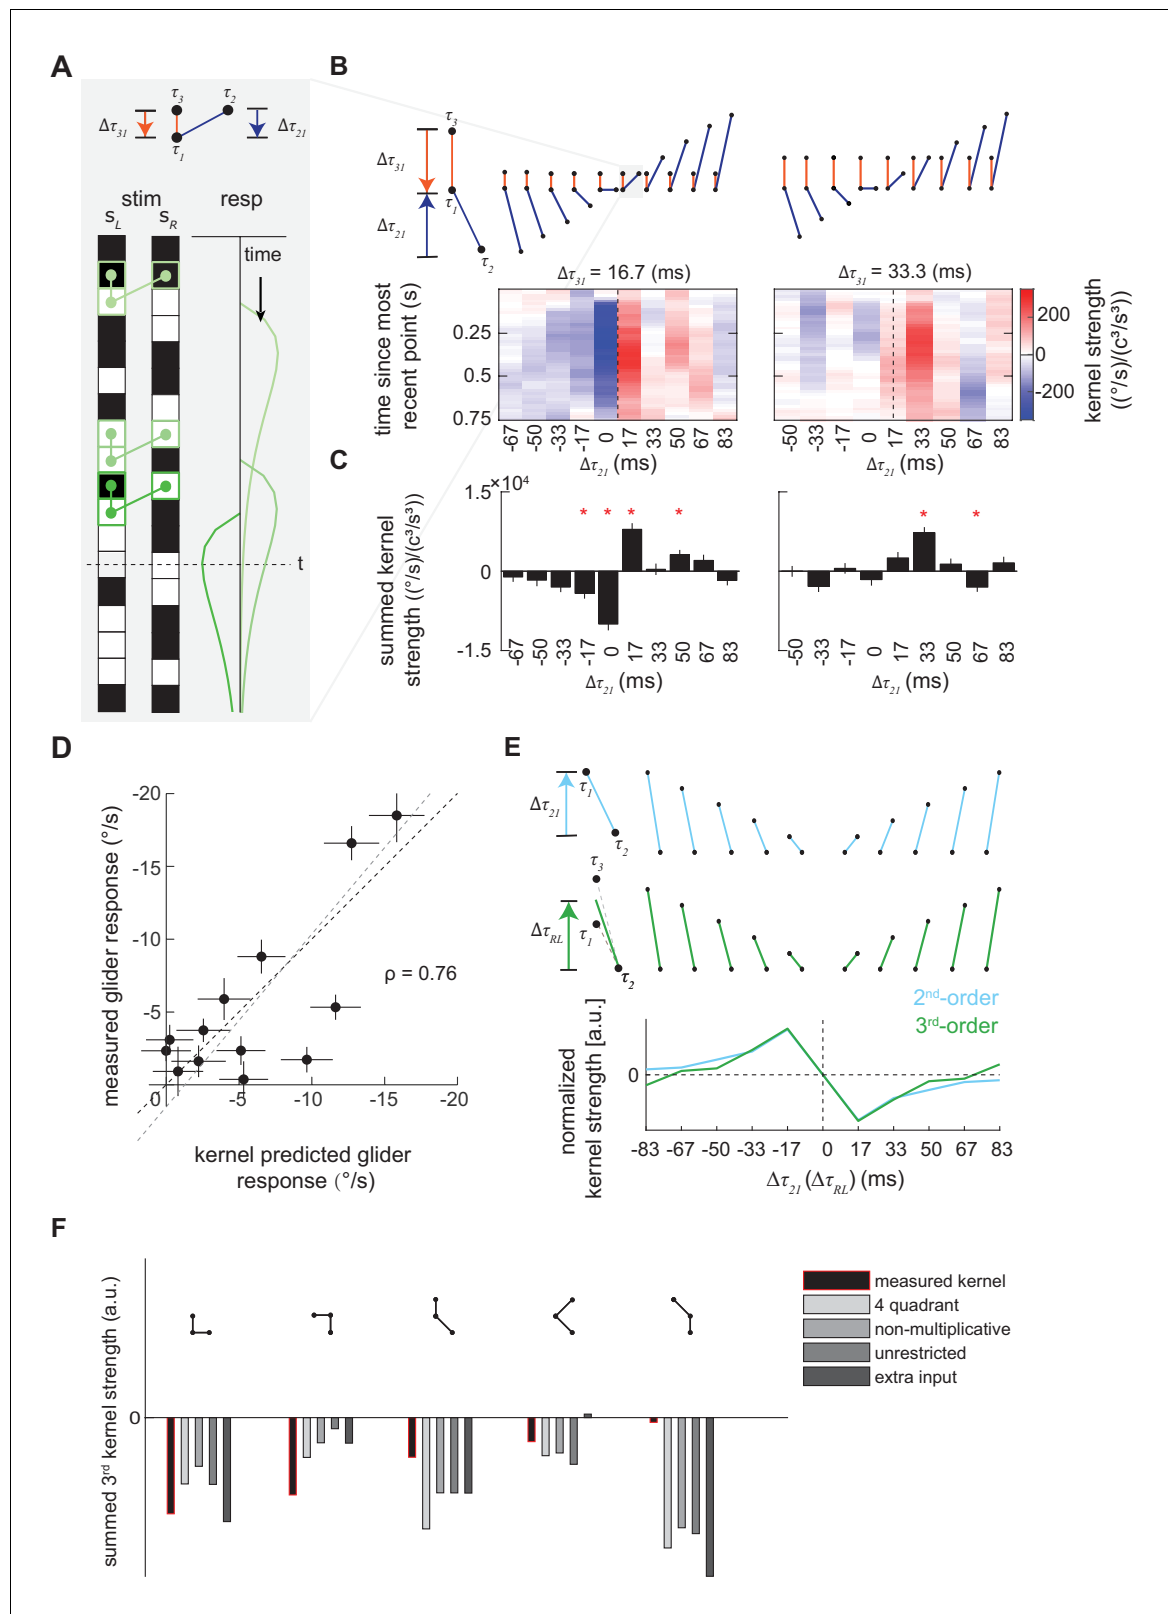 A
τ3 τ2
Δτ31 Δτ21
τ1
stim resp
SL SR
time
t
B
τ3
Δτ31
τ1
Δτ21
τ2
Δτ31 = 16.7 (ms) Δτ31 = 33.3 (ms)
time since most
recent point (s)
0.25
0.5
0.75
-67 -50 -33 -17 0 17 33 50 67 83
Δτ21 (ms)
-50 -33 -17 0 17 33 50 67 83
Δτ21 (ms)
200
0
-200
kernel strength
((°/s)/(c³/s³))
C
summed kernel
strength ((°/s)/(c³/s³))
×10⁴
1.5
0
-1.5
* * * *
-67 -50 -33 -17 0 17 33 50 67 83
Δτ21 (ms)
* *
-50 -33 -17 0 17 33 50 67 83
Δτ21 (ms)
D
measured glider response (°/s)
-20
-15
-10
-5
0 -5 -10 -15 -20
ρ = 0.76
kernel predicted glider
response (°/s)
E
Δτ21
τ1
τ2
τ3
ΔτRL
τ1
τ2
2nd-order
3rd-order
normalized
kernel strength [a.u.]
0
-83 -67 -50 -33 -17 0 17 33 50 67 83
Δτ21 (ΔτRL) (ms)
F
summed 3rd kernel strength (a.u.)
0
measured kernel
4 quadrant
non-multiplicative
unrestricted
extra input